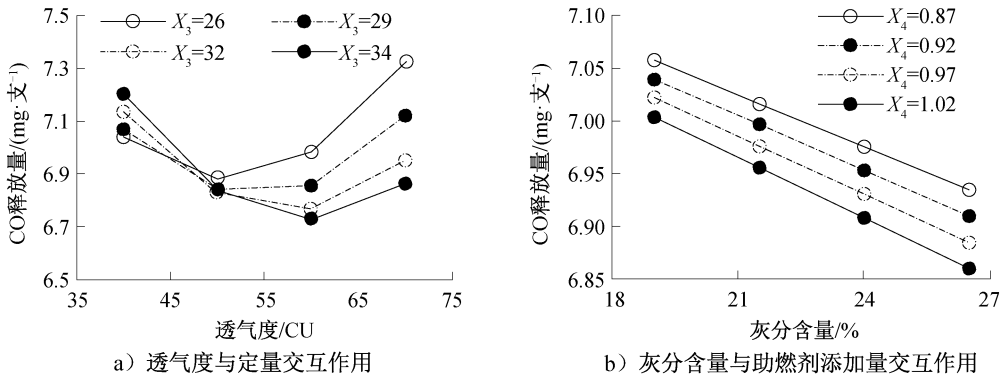 7.5
7.3
7.1
6.9
6.7
6.5
35
45
55
65
75
CO释放量/(mg·支⁻¹)
透气度/CU
X₃=26
X₃=29
X₃=32
X₃=34
a）透气度与定量交互作用
7.10
7.05
7.00
6.95
6.90
6.85
18
21
24
27
CO释放量/(mg·支⁻¹)
灰分含量/%
X₄=0.87
X₄=0.92
X₄=0.97
X₄=1.02
b）灰分含量与助燃剂添加量交互作用